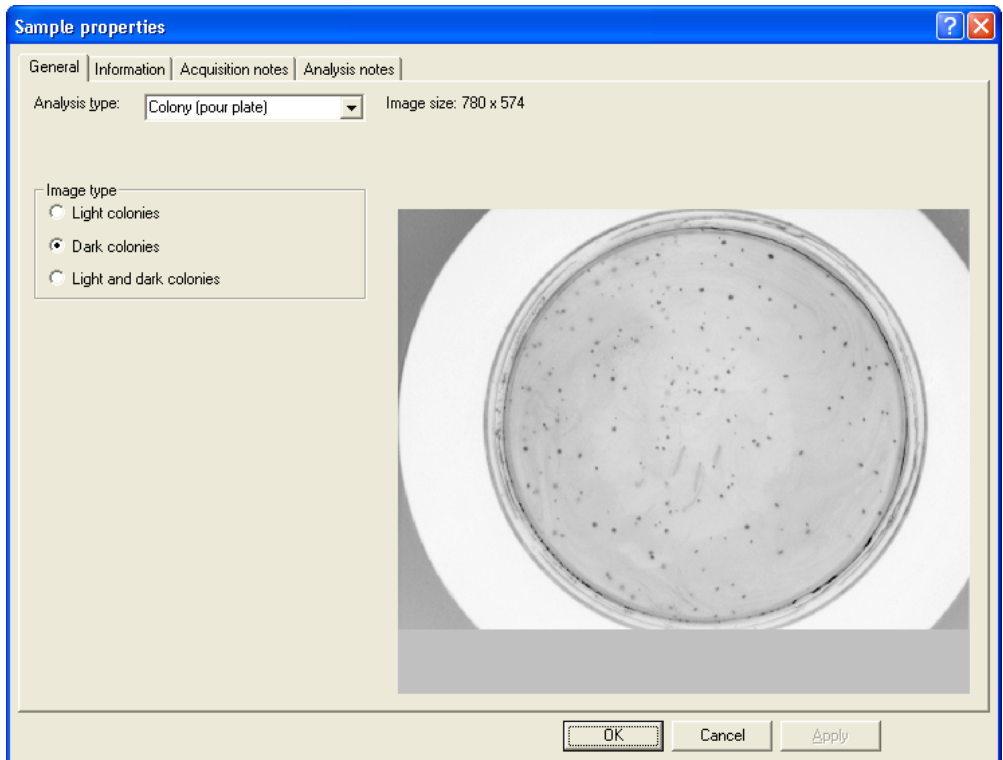 Sample properties
General Information Acquisition notes Analysis notes
Analysis type: Colony (pour plate) Image size: 780 x 574
Image type
Light colonies
Dark colonies
Light and dark colonies
OK Cancel Apply